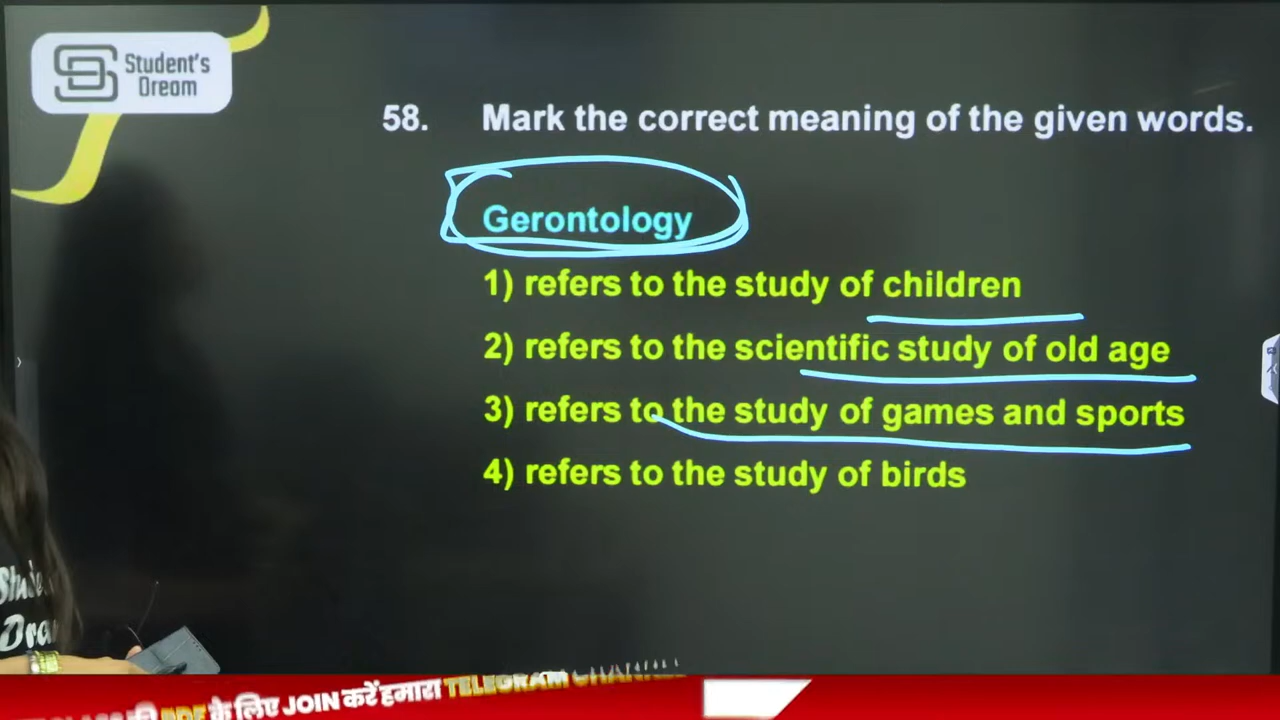 Student's
Dream
58. Mark the correct meaning of the given words.
Gerontology
1) refers to the study of children
2) refers to the scientific study of old age
3) refers to the study of games and sports
4) refers to the study of birds
PDF के लिए JOIN करें हमारा TELEGRAM